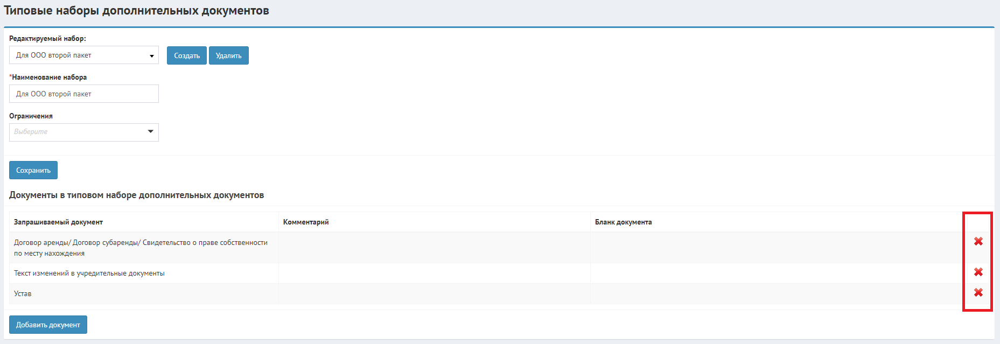 Типовые наборы дополнительных документов
Редактируемый набор:
Для ООО второй пакет
Создать
Удалить
*Наименование набора
Для ООО второй пакет
Ограничения
Выберите
Сохранить
Документы в типовом наборе дополнительных документов
Запрашиваемый документ
Комментарий
Бланк документа
Договор аренды/ Договор субаренды/ Свидетельство о праве собственности
по месту нахождения
Текст изменений в учредительные документы
Устав
Добавить документ